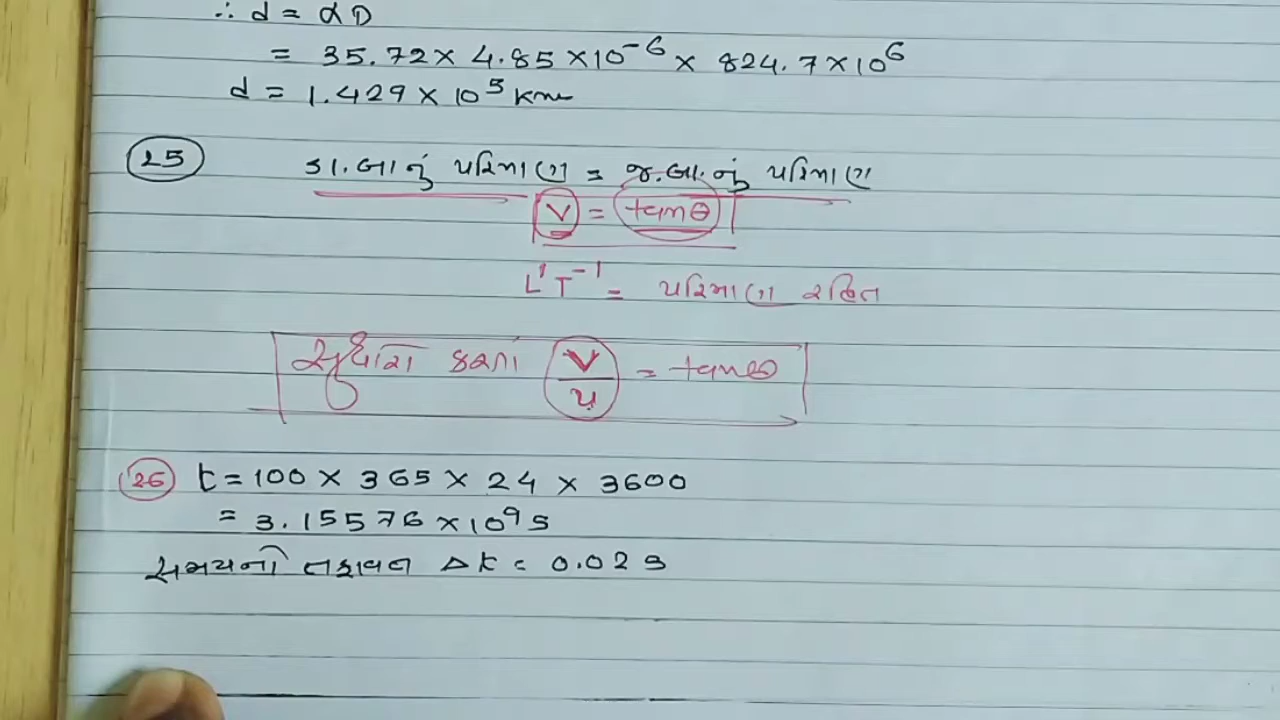 ∴ d = αD
= 35.72 × 4.85 × 10⁻⁶ × 824.7 × 10⁶
d = 1.429 × 10⁵ km
25 ડા.બા નું પરિમાણ = જ.બા.નું પરિમાણ
v = tanθ
L¹T⁻¹ = પરિમાણ રહિત
સુધારો કરતાં v/u = tanθ
26 t = 100 × 365 × 24 × 3600
= 3.15576 × 10⁹ s
સમયનો તફાવત Δt = 0.02 s